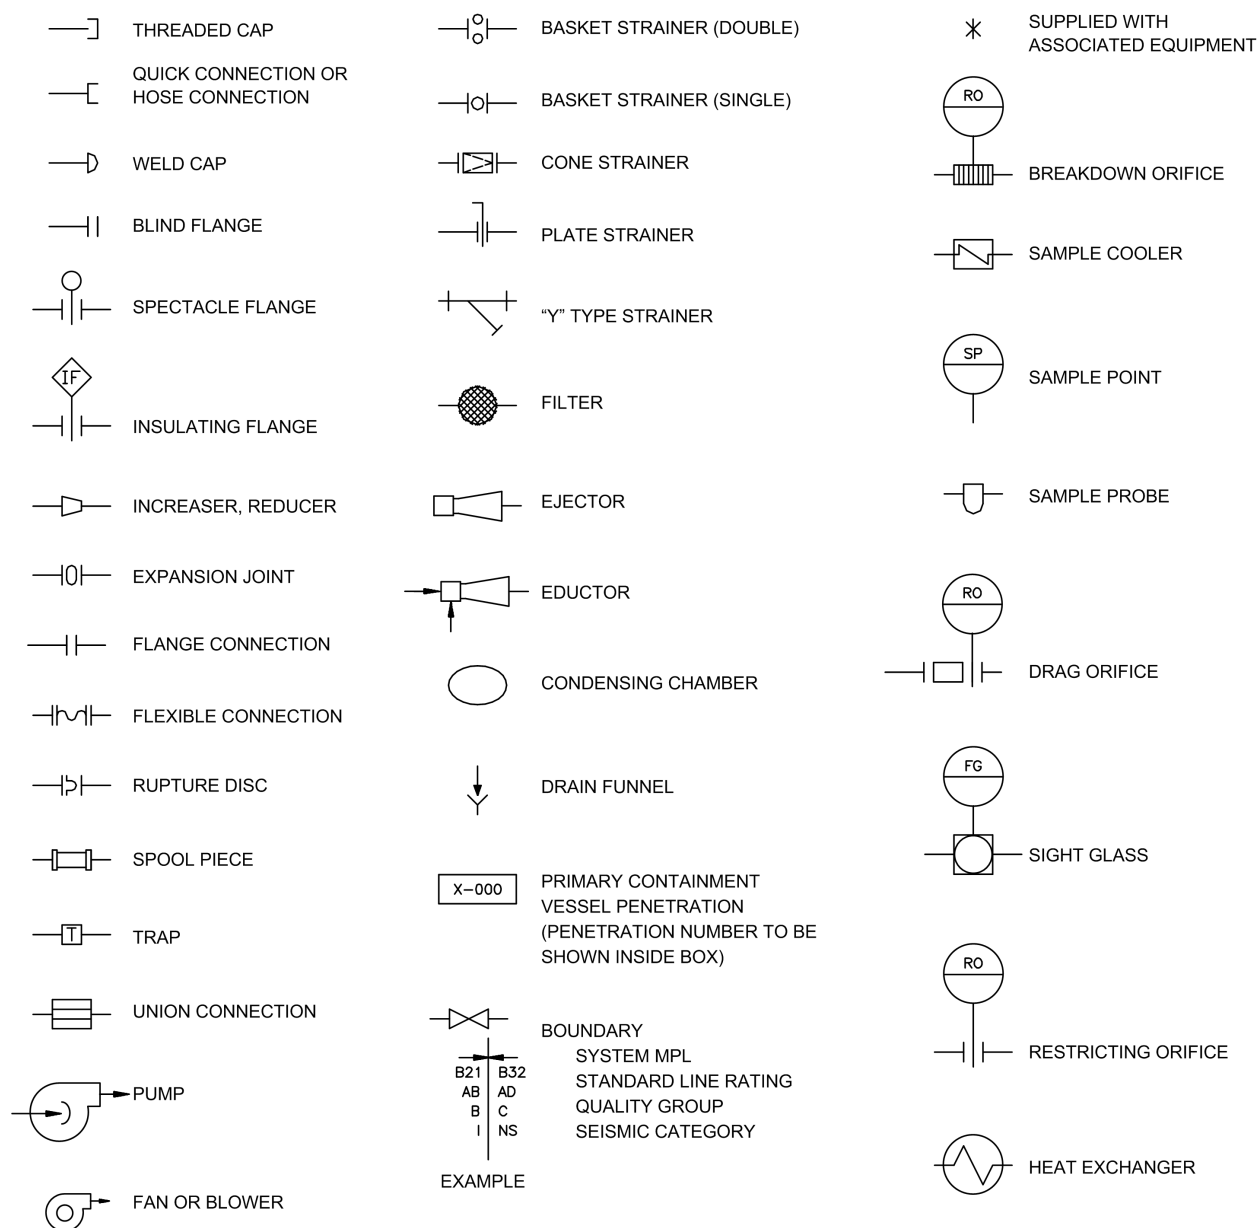 THREADED CAP
QUICK CONNECTION OR
HOSE CONNECTION
WELD CAP
BLIND FLANGE
SPECTACLE FLANGE
IF
INSULATING FLANGE
INCREASER, REDUCER
EXPANSION JOINT
FLANGE CONNECTION
FLEXIBLE CONNECTION
RUPTURE DISC
SPOOL PIECE
T
TRAP
UNION CONNECTION
PUMP
FAN OR BLOWER
BASKET STRAINER (DOUBLE)
BASKET STRAINER (SINGLE)
CONE STRAINER
PLATE STRAINER
“Y” TYPE STRAINER
FILTER
EJECTOR
EDUCTOR
CONDENSING CHAMBER
DRAIN FUNNEL
X-000
PRIMARY CONTAINMENT
VESSEL PENETRATION
(PENETRATION NUMBER TO BE
SHOWN INSIDE BOX)
BOUNDARY
SYSTEM MPL
B21 B32
STANDARD LINE RATING
AB AD
QUALITY GROUP
B C
SEISMIC CATEGORY
I NS
EXAMPLE
SUPPLIED WITH
ASSOCIATED EQUIPMENT
RO
BREAKDOWN ORIFICE
SAMPLE COOLER
SP
SAMPLE POINT
SAMPLE PROBE
RO
DRAG ORIFICE
FG
SIGHT GLASS
RO
RESTRICTING ORIFICE
HEAT EXCHANGER